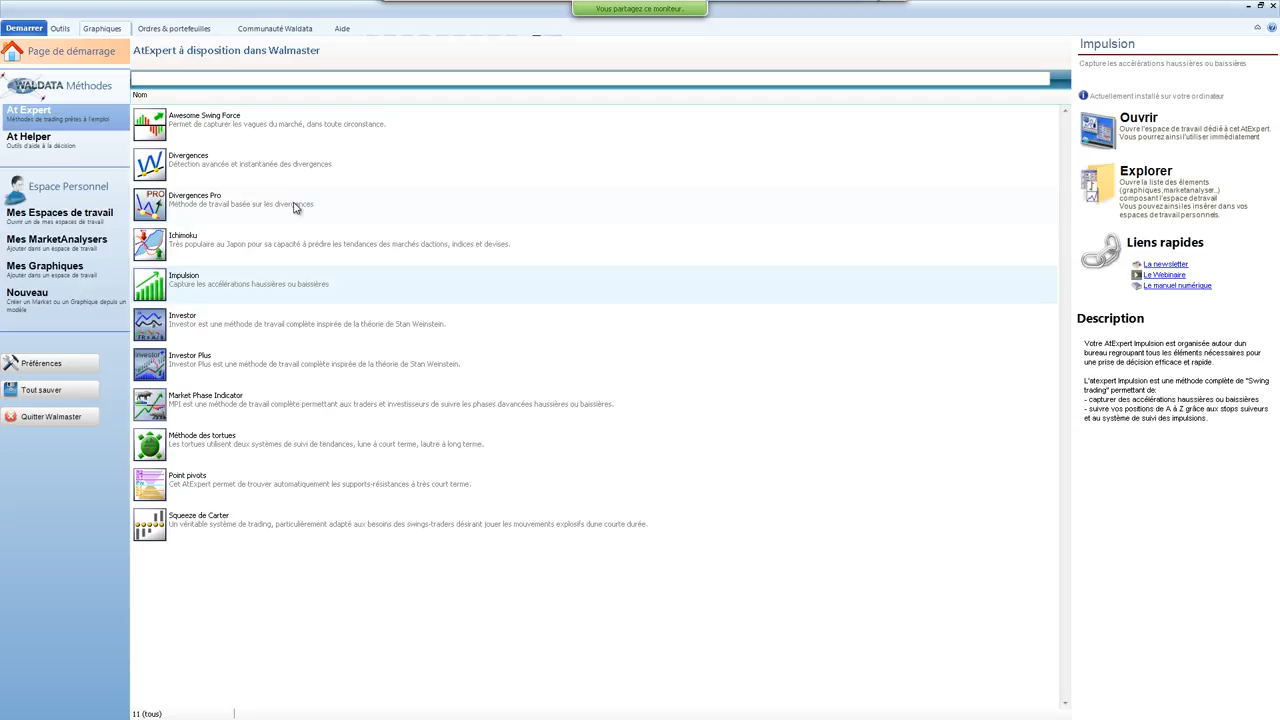 Vous partagez ce moniteur.
Demarrer Outils Graphiques Ordres & portefeuilles Communauté Waldata Aide
Page de démarrage
WALDATA Méthodes
At Expert
Méthodes de trading prêtes à l'emploi
At Helper
Outils d'aide à la décision
Espace Personnel
Mes Espaces de travail
Ouvrir un de mes espaces de travail
Mes MarketAnalysers
Ajouter dans un espace de travail
Mes Graphiques
Ajouter dans un espace de travail
Nouveau
Créer un Market ou un Graphique depuis un
modèle
Préférences
Tout sauver
Quitter Walmaster
AtExpert à disposition dans Walmaster
Nom
Awesome Swing Force
Permet de capturer les vagues du marché, dans toute circonstance.
Divergences
Détection avancée et instantanée des divergences
PRO
Divergences Pro
Méthode de travail basée sur les divergences
Ichimoku
Très populaire au Japon pour sa capacité à prédire les tendances des marchés dactions, indices et devises.
Impulsion
Capture les accélérations haussières ou baissières
Investor
Investor est une méthode de travail complète inspirée de la théorie de Stan Weinstein.
Investor Plus
Investor Plus est une méthode de travail complète inspirée de la théorie de Stan Weinstein.
Market Phase Indicator
MPI est une méthode de travail complète permettant aux traders et investisseurs de suivre les phases davancées haussières ou baissières.
Méthode des tortues
Les tortues utilisent deux systèmes de suivi de tendances, lune à court terme, lautre à long terme.
Point pivots
Cet AtExpert permet de trouver automatiquement les supports-résistances à très court terme.
Squeeze de Carter
Un véritable système de trading, particulièrement adapté aux besoins des swings-traders désirant jouer les mouvements explosifs dune courte durée.
11 (tous)
Impulsion
Capture les accélérations haussières ou baissières
Actuellement installé sur votre ordinateur
Ouvrir
Ouvre l'espace de travail dédié à cet AtExpert.
Vous pourrez ainsi l'utiliser immédiatement
Explorer
Ouvre la liste des élements
(graphiques,marketanalyser..)
composant l'espace de travail
Vous pouvez ainsi les insérer dans vos
espaces de travail personnels.
Liens rapides
La newsletter
Le Webinaire
Le manuel numérique
Description
Votre AtExpert Impulsion est organisée autour dun
bureau regroupant tous les éléments nécessaires pour
une prise de décision efficace et rapide.
L'atexpert Impulsion est une méthode complète de "Swing
trading" permettant de:
- capturer des accélérations haussières ou baissières
- suivre vos positions de A à Z grâce aux stops suiveurs
et au système de suivi des impulsions.